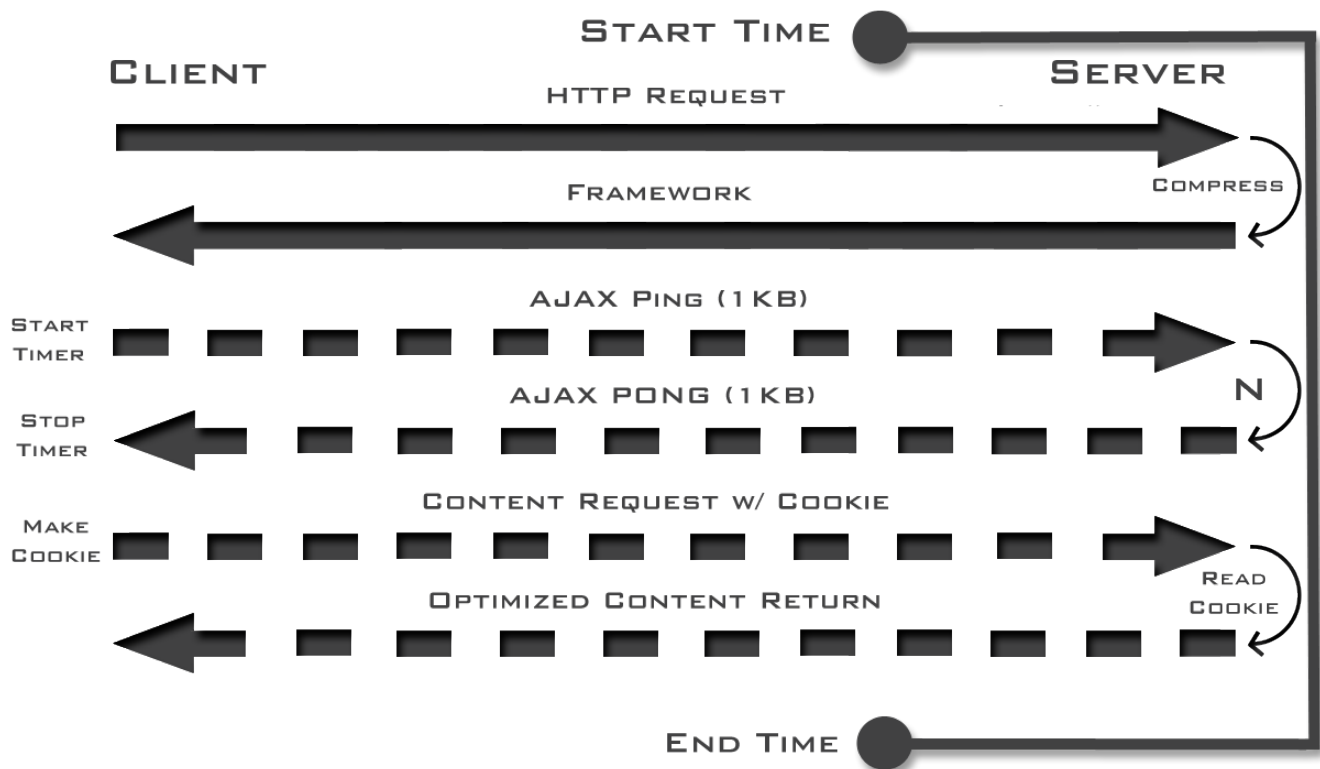 Start Time
Client
Server
HTTP Request
Compress
Framework
AJAX Ping (1KB)
Start
Timer
N
AJAX PONG (1KB)
Stop
Timer
Content Request w/ Cookie
Make
Cookie
Read
Cookie
Optimized Content Return
End Time